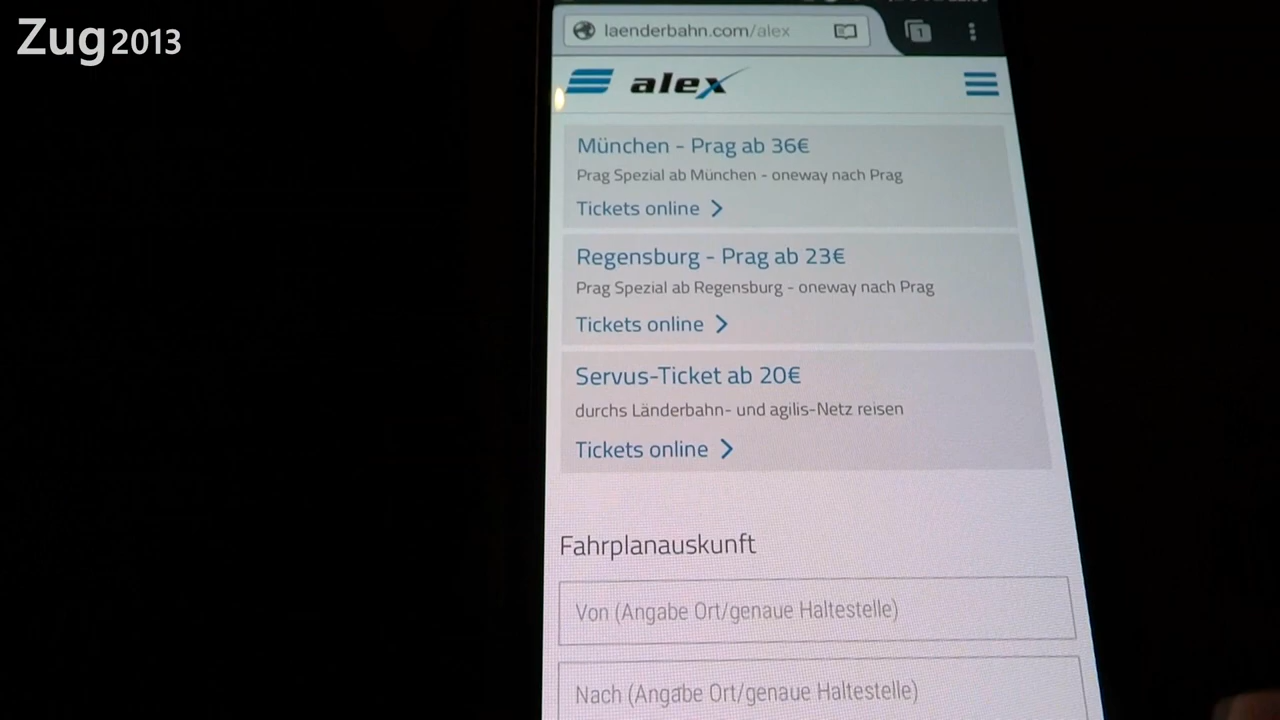 Zug2013
laenderbahn.com/alex
1
alex
München - Prag ab 36€
Prag Spezial ab München - oneway nach Prag
Tickets online
Regensburg - Prag ab 23€
Prag Spezial ab Regensburg - oneway nach Prag
Tickets online
Servus-Ticket ab 20€
durchs Länderbahn- und agilis-Netz reisen
Tickets online
Fahrplanauskunft
Von (Angabe Ort/genaue Haltestelle)
Nach (Angabe Ort/genaue Haltestelle)